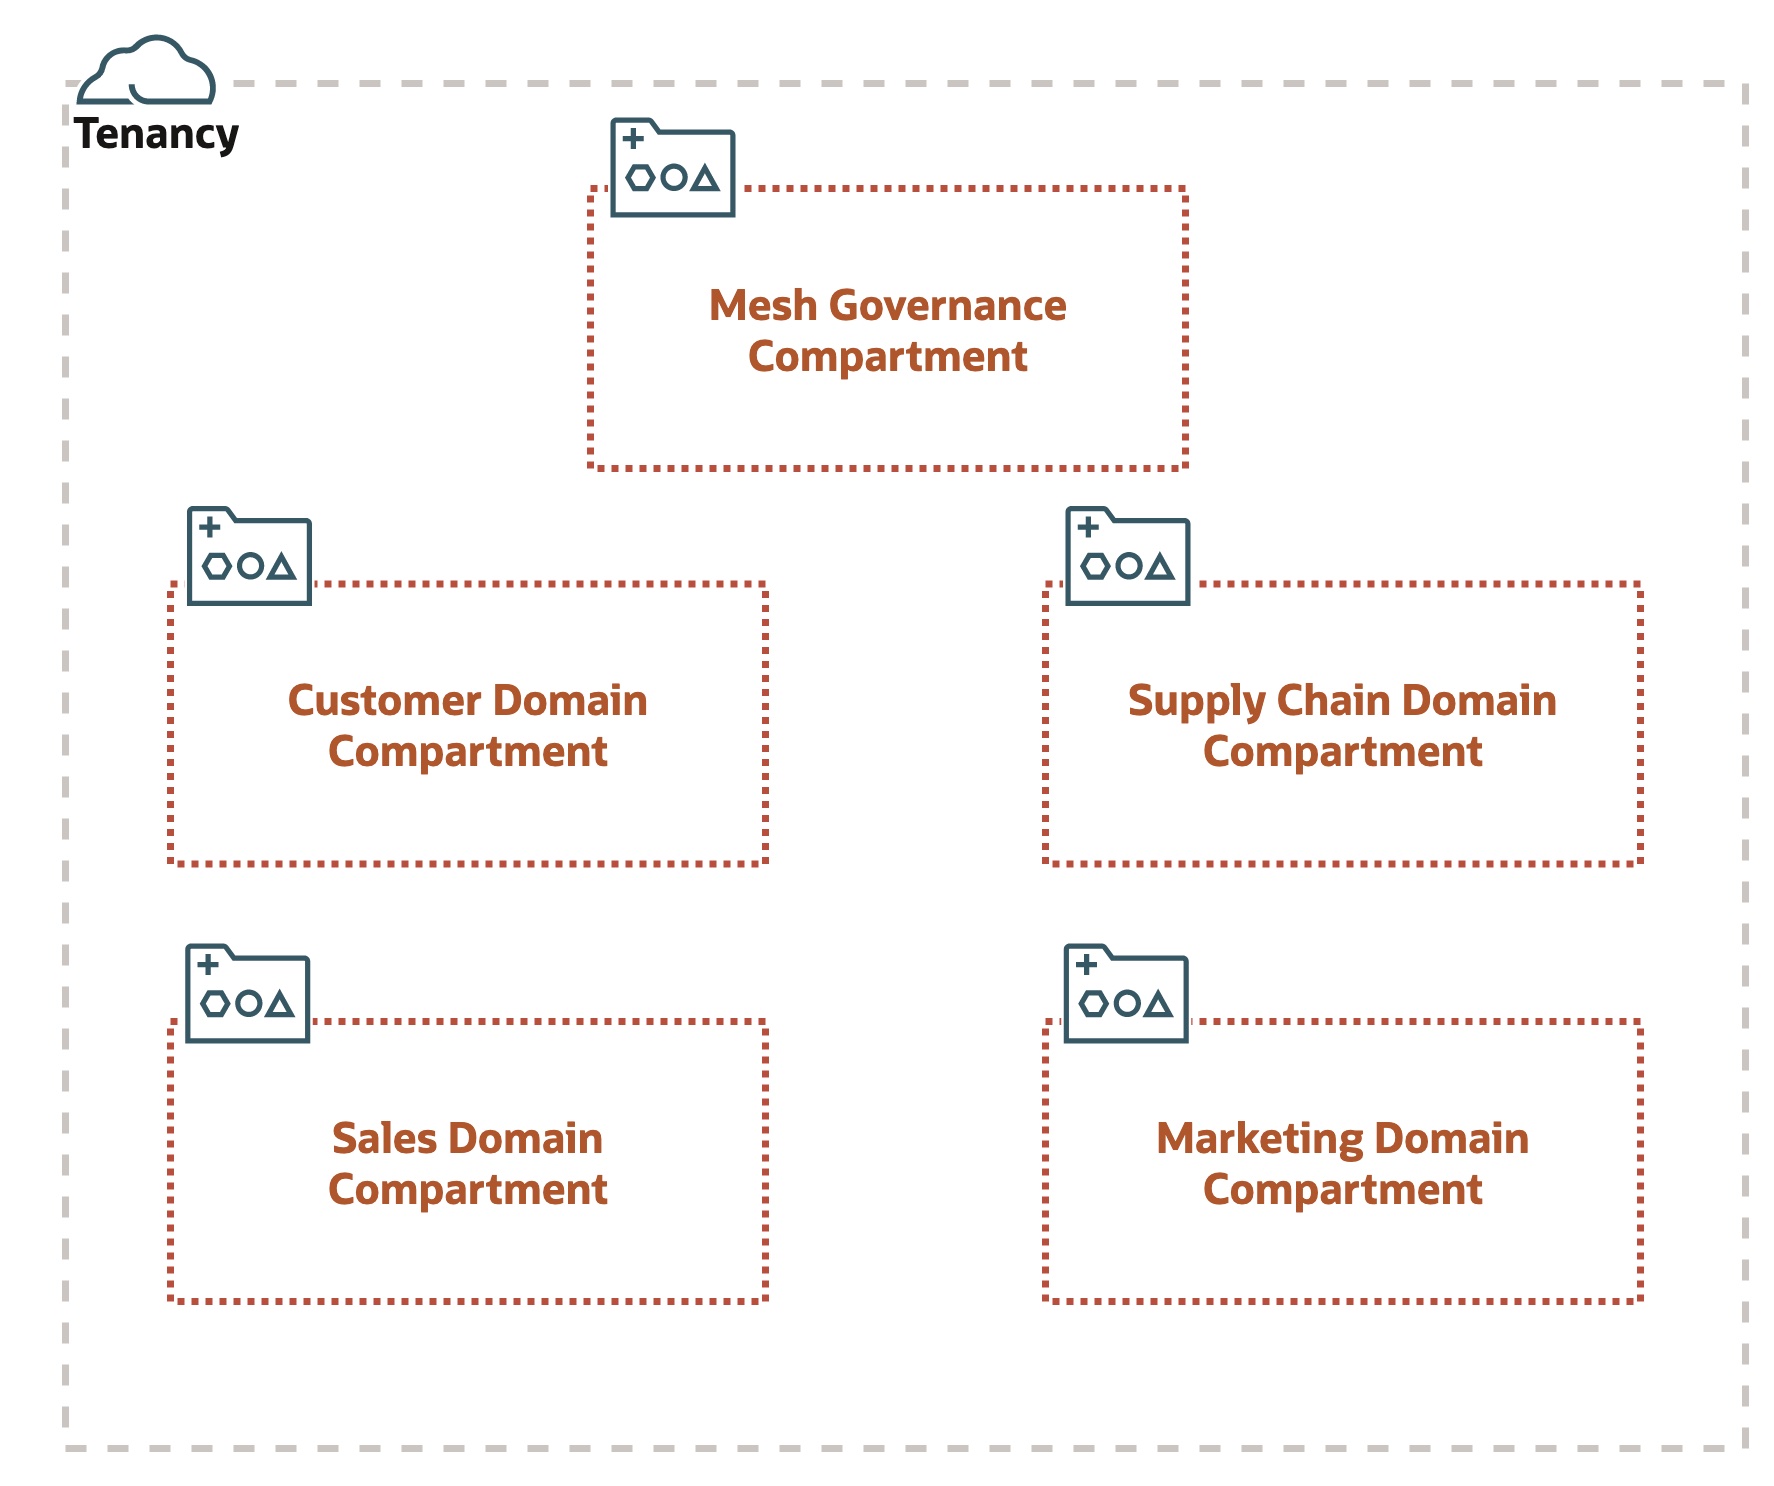 Tenancy
Mesh Governance
Compartment
Customer Domain
Compartment
Supply Chain Domain
Compartment
Sales Domain
Compartment
Marketing Domain
Compartment